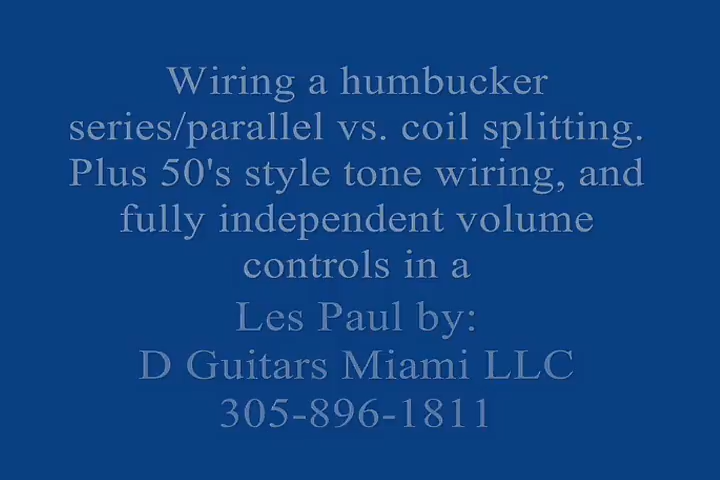 Wiring a humbucker
series/parallel vs. coil splitting.
Plus 50's style tone wiring, and
fully independent volume
controls in a
Les Paul by:
D Guitars Miami LLC
305-896-1811